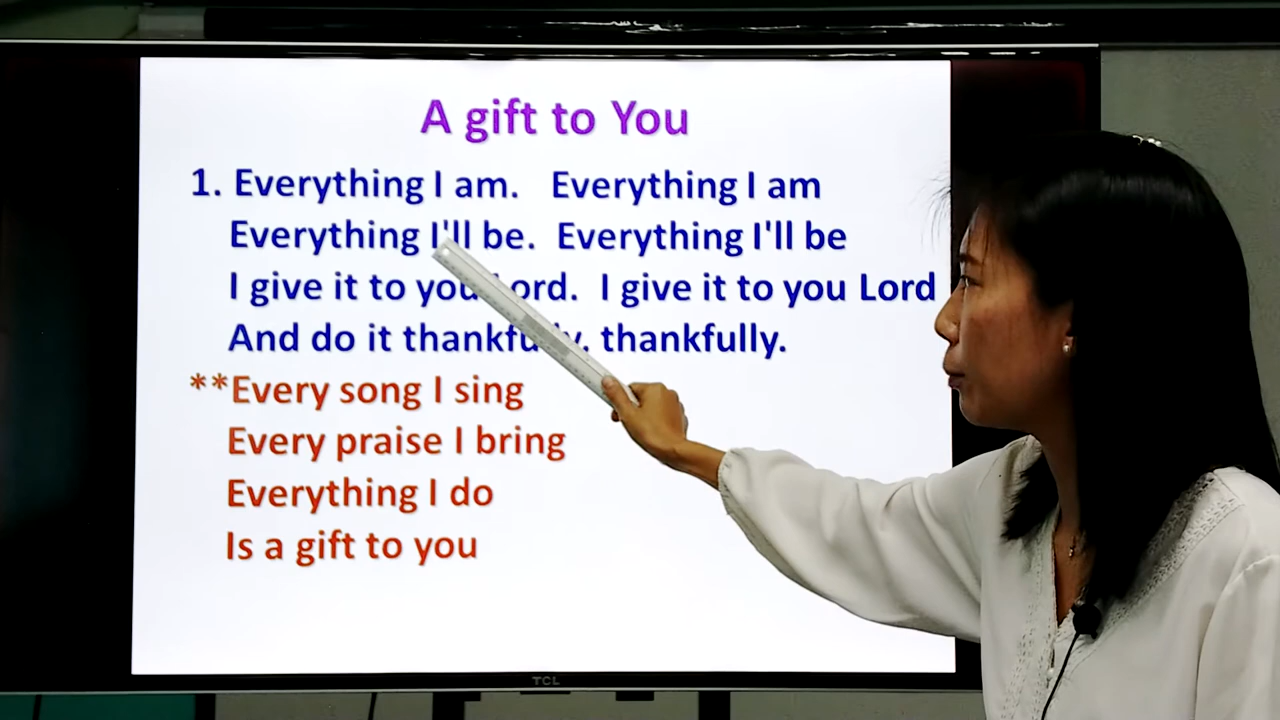 A gift to You
1. Everything I am. Everything I am
Everything I'll be. Everything I'll be
I give it to you Lord. I give it to you Lord
And do it thankfully. thankfully.
**Every song I sing
Every praise I bring
Everything I do
Is a gift to you
TCL